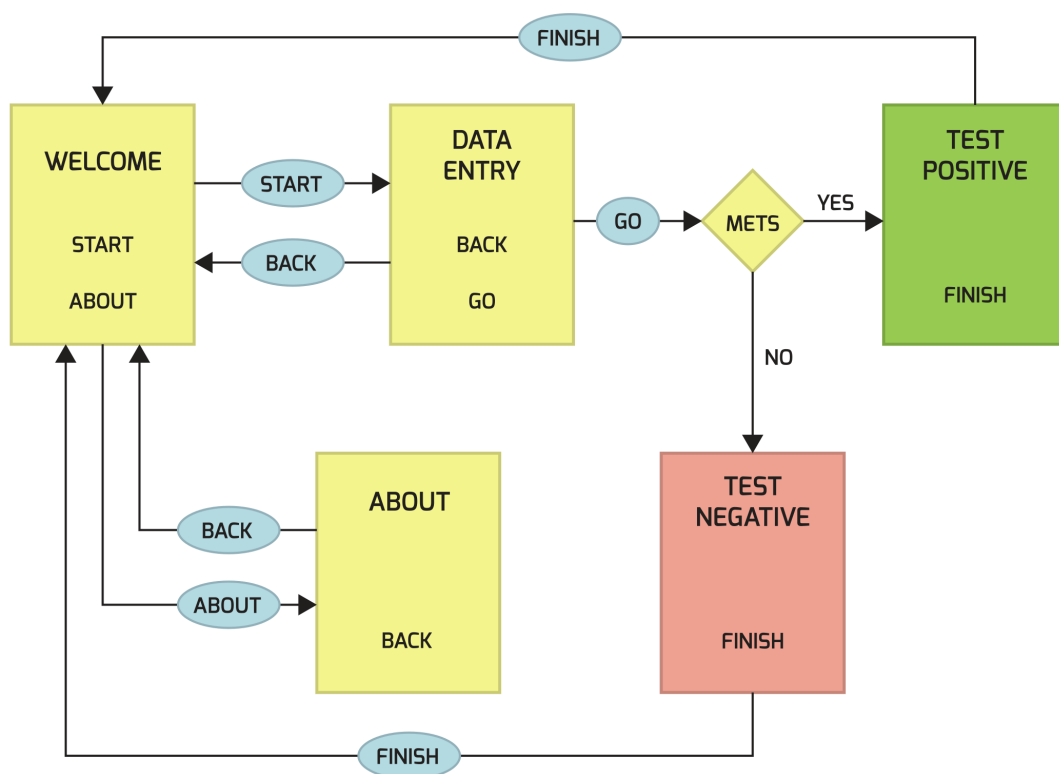 FINISH
WELCOME
START
ABOUT
START
BACK
DATA
ENTRY
BACK
GO
GO
METS
YES
NO
TEST
POSITIVE
FINISH
BACK
ABOUT
ABOUT
BACK
TEST
NEGATIVE
FINISH
FINISH